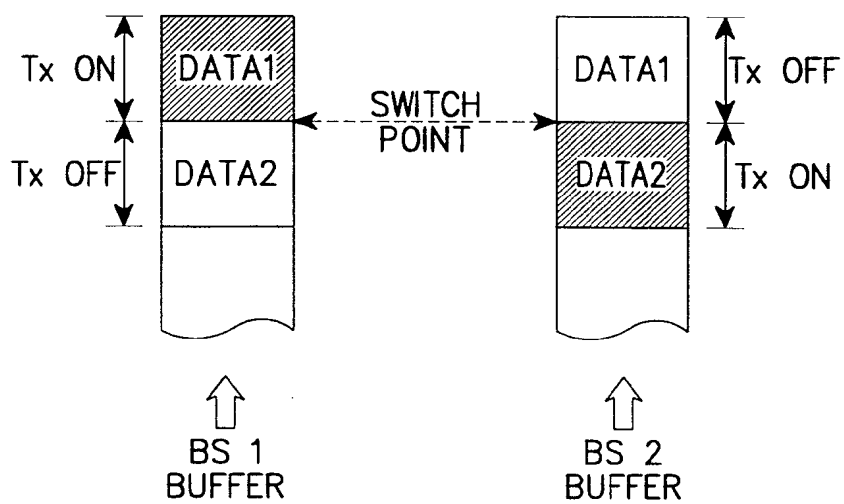 Tx ON
DATA1
DATA1
Tx OFF
SWITCH
POINT
Tx OFF
DATA2
DATA2
Tx ON
BS 1
BUFFER
BS 2
BUFFER